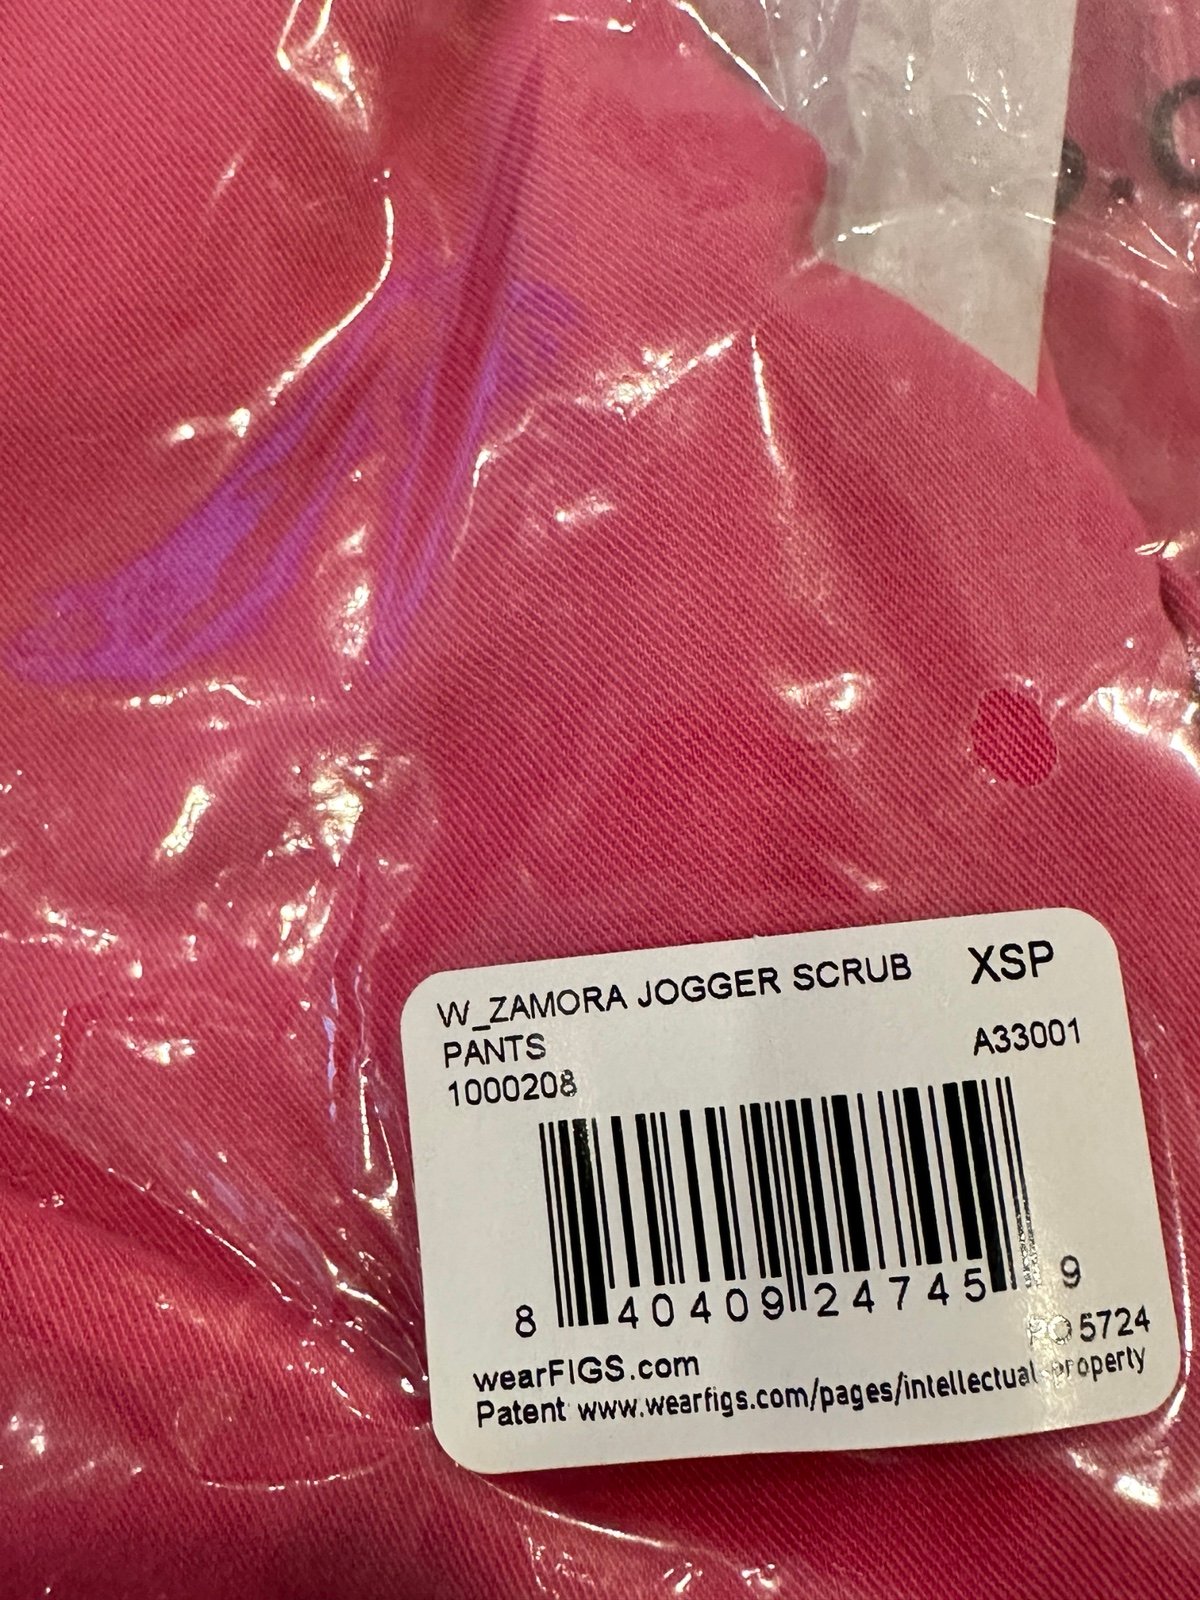 W_ZAMORA JOGGER SCRUB XSP
PANTS A33001
1000208
8 40409 24745 9
PO 5724
wearFIGS.com
Patent www.wearfigs.com/pages/intellectual-property